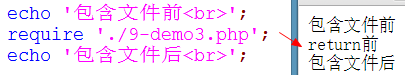 echo '包含文件前<br>';
require './9-demo3.php';
echo '包含文件后<br>';
包含文件前
return前
包含文件后